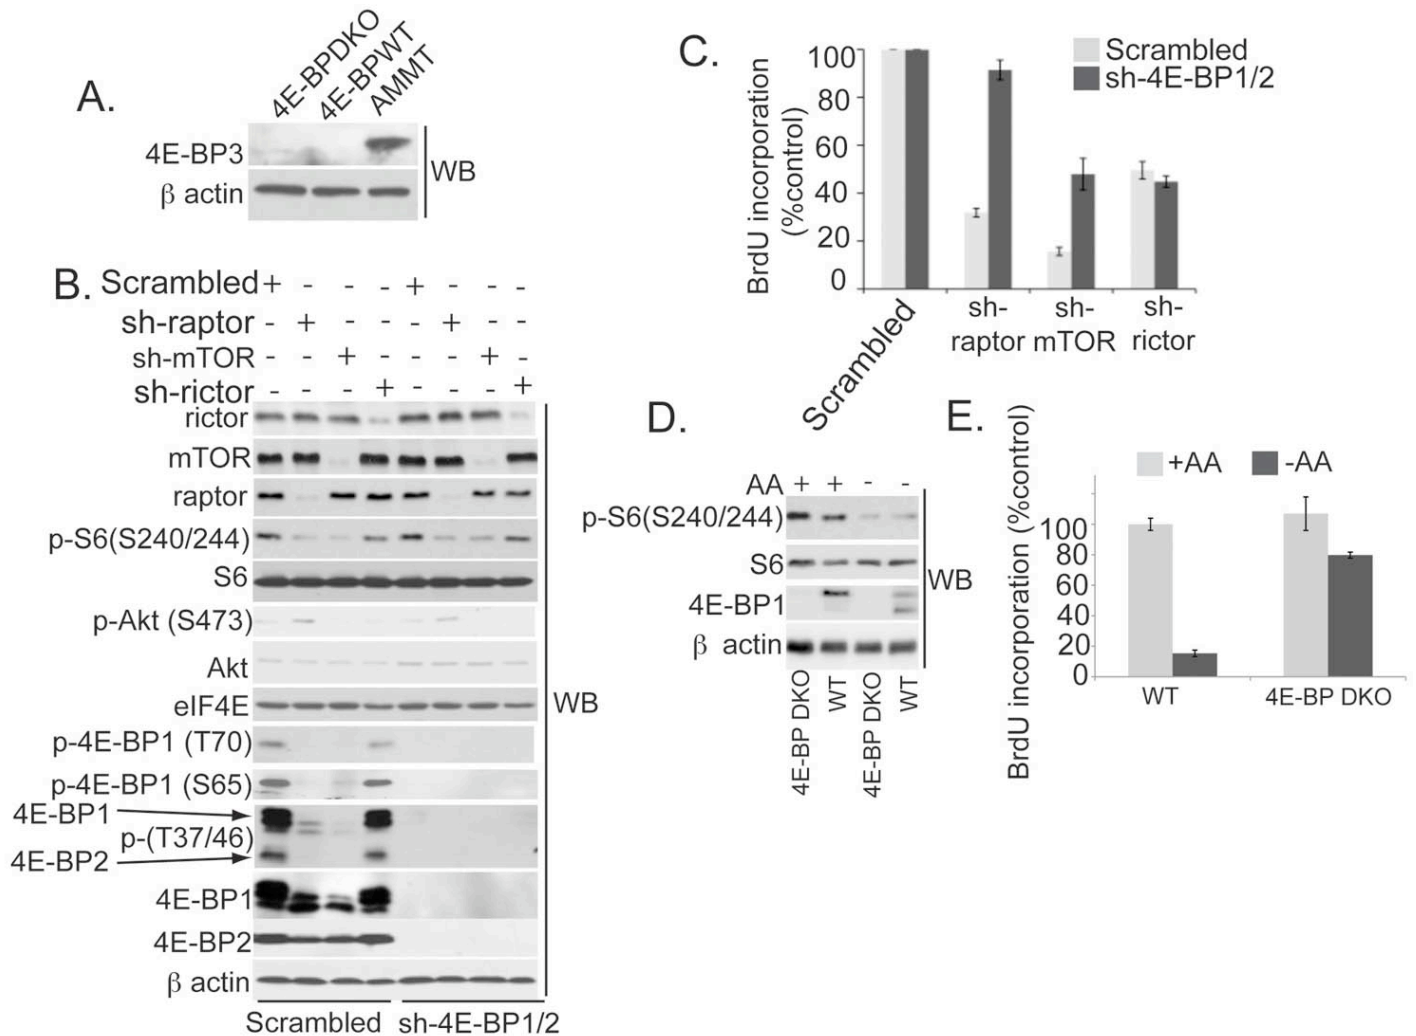 A.
4E-BPDKO
4E-BPWT
AMMT
4E-BP3
β actin
WB
B.
Scrambled + - - - + - - -
sh-raptor - + - - - + - -
sh-mTOR - - + - - - + -
sh-rictor - - - + - - - +
rictor
mTOR
raptor
p-S6(S240/244)
S6
p-Akt (S473)
Akt
eIF4E
p-4E-BP1 (T70)
p-4E-BP1 (S65)
4E-BP1
p-(T37/46)
4E-BP2
4E-BP1
4E-BP2
β actin
WB
Scrambled sh-4E-BP1/2
C.
Scrambled
sh-4E-BP1/2
BrdU incorporation
(%control)
100
80
60
40
20
0
Scrambled
sh-
raptor
sh-
mTOR
sh-
rictor
D.
AA + + - -
p-S6(S240/244)
S6
4E-BP1
β actin
WB
4E-BP DKO
WT
4E-BP DKO
WT
E.
+AA -AA
BrdU incorporation (%control)
100
80
60
40
20
0
WT 4E-BP DKO